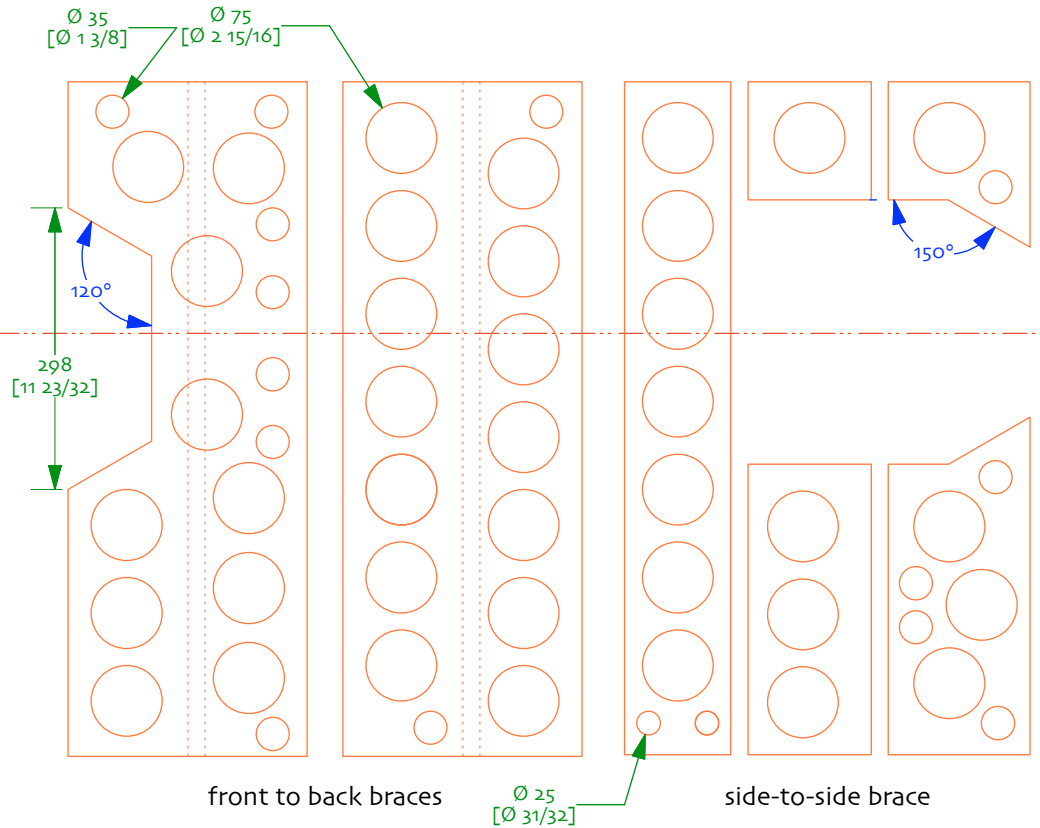 Ø 35
[Ø 1 3/8]
Ø 75
[Ø 2 15/16]
120°
150°
298
[11 23/32]
front to back braces
side-to-side brace
Ø 25
[Ø 31/32]